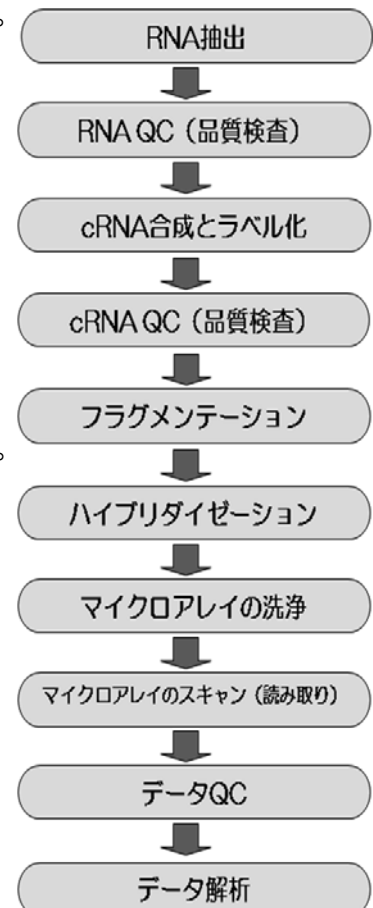 。
RNA抽出
RNA QC（品質検査）
cRNA合成とラベル化
cRNA QC（品質検査）
フラグメンテーション
。
ハイブリダイゼーション
マイクロアレイの洗浄
マイクロアレイのスキャン（読み取り）
データQC
データ解析